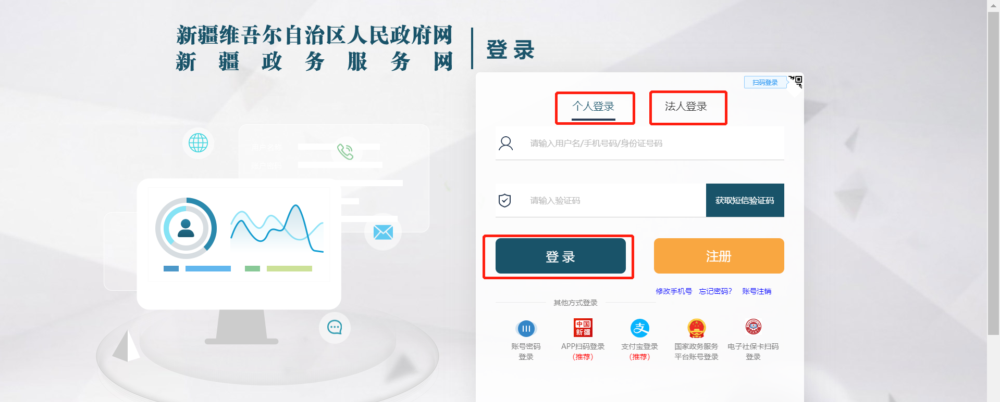 新疆维吾尔自治区人民政府网
新疆政务服务网
登录
扫码登录
个人登录
法人登录
请输入用户名/手机号码/身份证号码
请输入验证码
获取短信验证码
登 录
注册
修改手机号
忘记密码?
账号注销
其他方式登录
账号密码
登录
中国
新疆
APP扫码登录
（推荐）
支
支付宝登录
（推荐）
国家政务服务
平台账号登录
电子社保卡扫码
登录